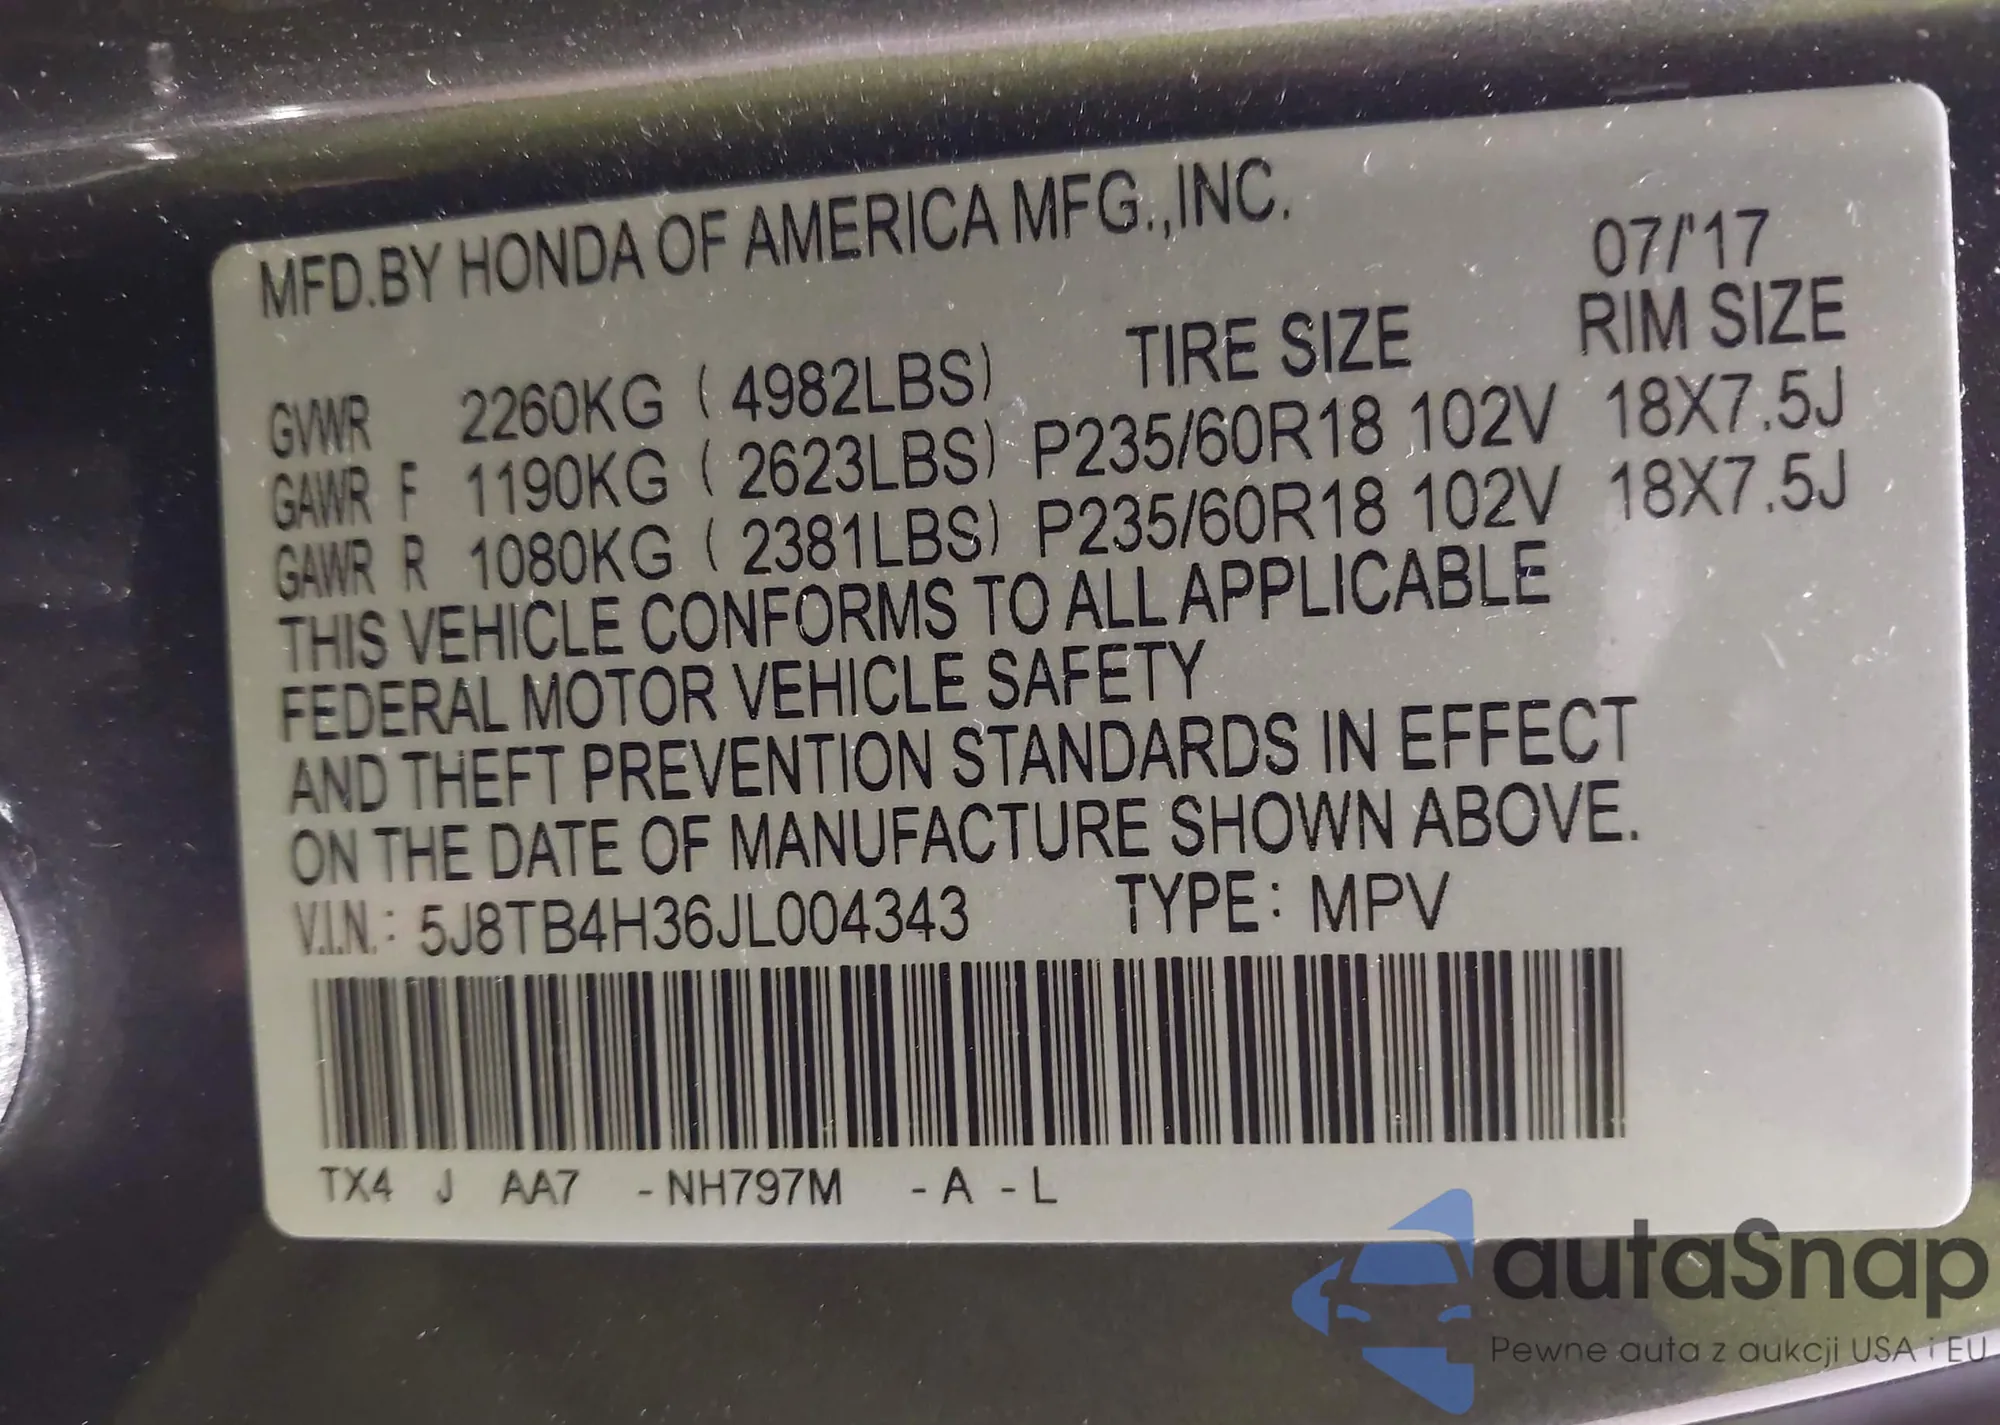 MFD.BY HONDA OF AMERICA MFG.,INC.
07/'17
TIRE SIZE RIM SIZE
GVWR 2260KG ( 4982LBS)
GAWR F 1190KG ( 2623LBS) P235/60R18 102V 18X7.5J
GAWR R 1080KG ( 2381LBS) P235/60R18 102V 18X7.5J
THIS VEHICLE CONFORMS TO ALL APPLICABLE
FEDERAL MOTOR VEHICLE SAFETY
AND THEFT PREVENTION STANDARDS IN EFFECT
ON THE DATE OF MANUFACTURE SHOWN ABOVE.
V.I.N.: 5J8TB4H36JL004343 TYPE: MPV
TX4 J AA7 -NH797M -A -L
autaSnap
Pewne auta z aukcji USA i EU